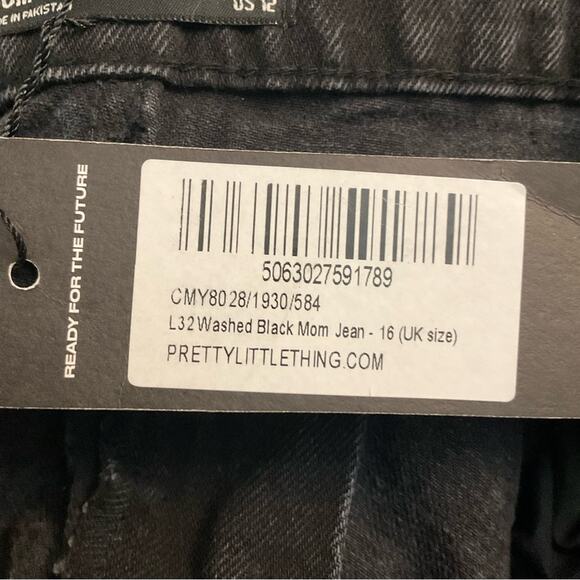 US 12
IN PAKISTAN
READY FOR THE FUTURE
5063027591789
CMY8028/1930/584
L32 Washed Black Mom Jean - 16 (UK size)
PRETTYLITTLETHING.COM